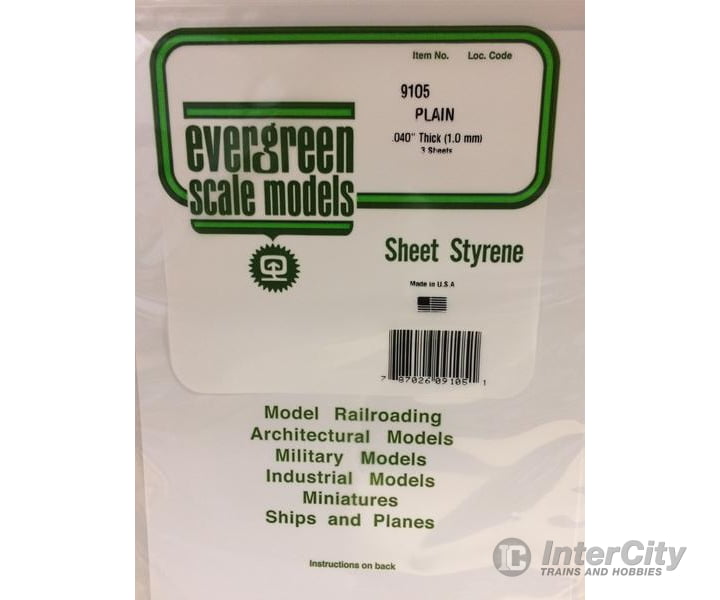 Item No. Loc. Code
9105
PLAIN
.040" Thick (1.0 mm)
3 Sheets
evergreen
scale models
Sheet Styrene
Made in U.S.A
7 87026 09105 1
Model Railroading
Architectural Models
Military Models
Industrial Models
Miniatures
Ships and Planes
Instructions on back
IC InterCity
TRAINS AND HOBBIES